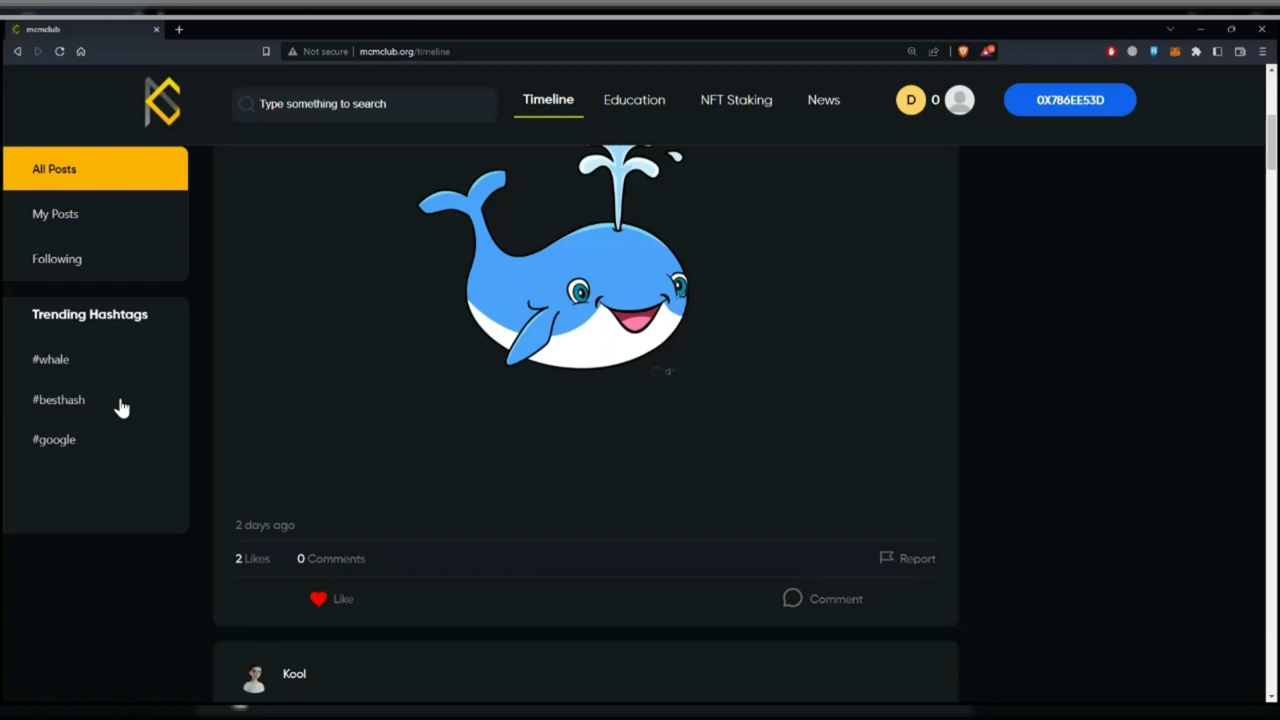 mcmclub
Not secure mcmclub.org/timeline
Type something to search
Timeline
Education
NFT Staking
News
D 0
0X786EE53D
All Posts
My Posts
Following
Trending Hashtags
#whale
#besthash
#google
2 days ago
2 Likes 0 Comments
Report
Like
Comment
Kool